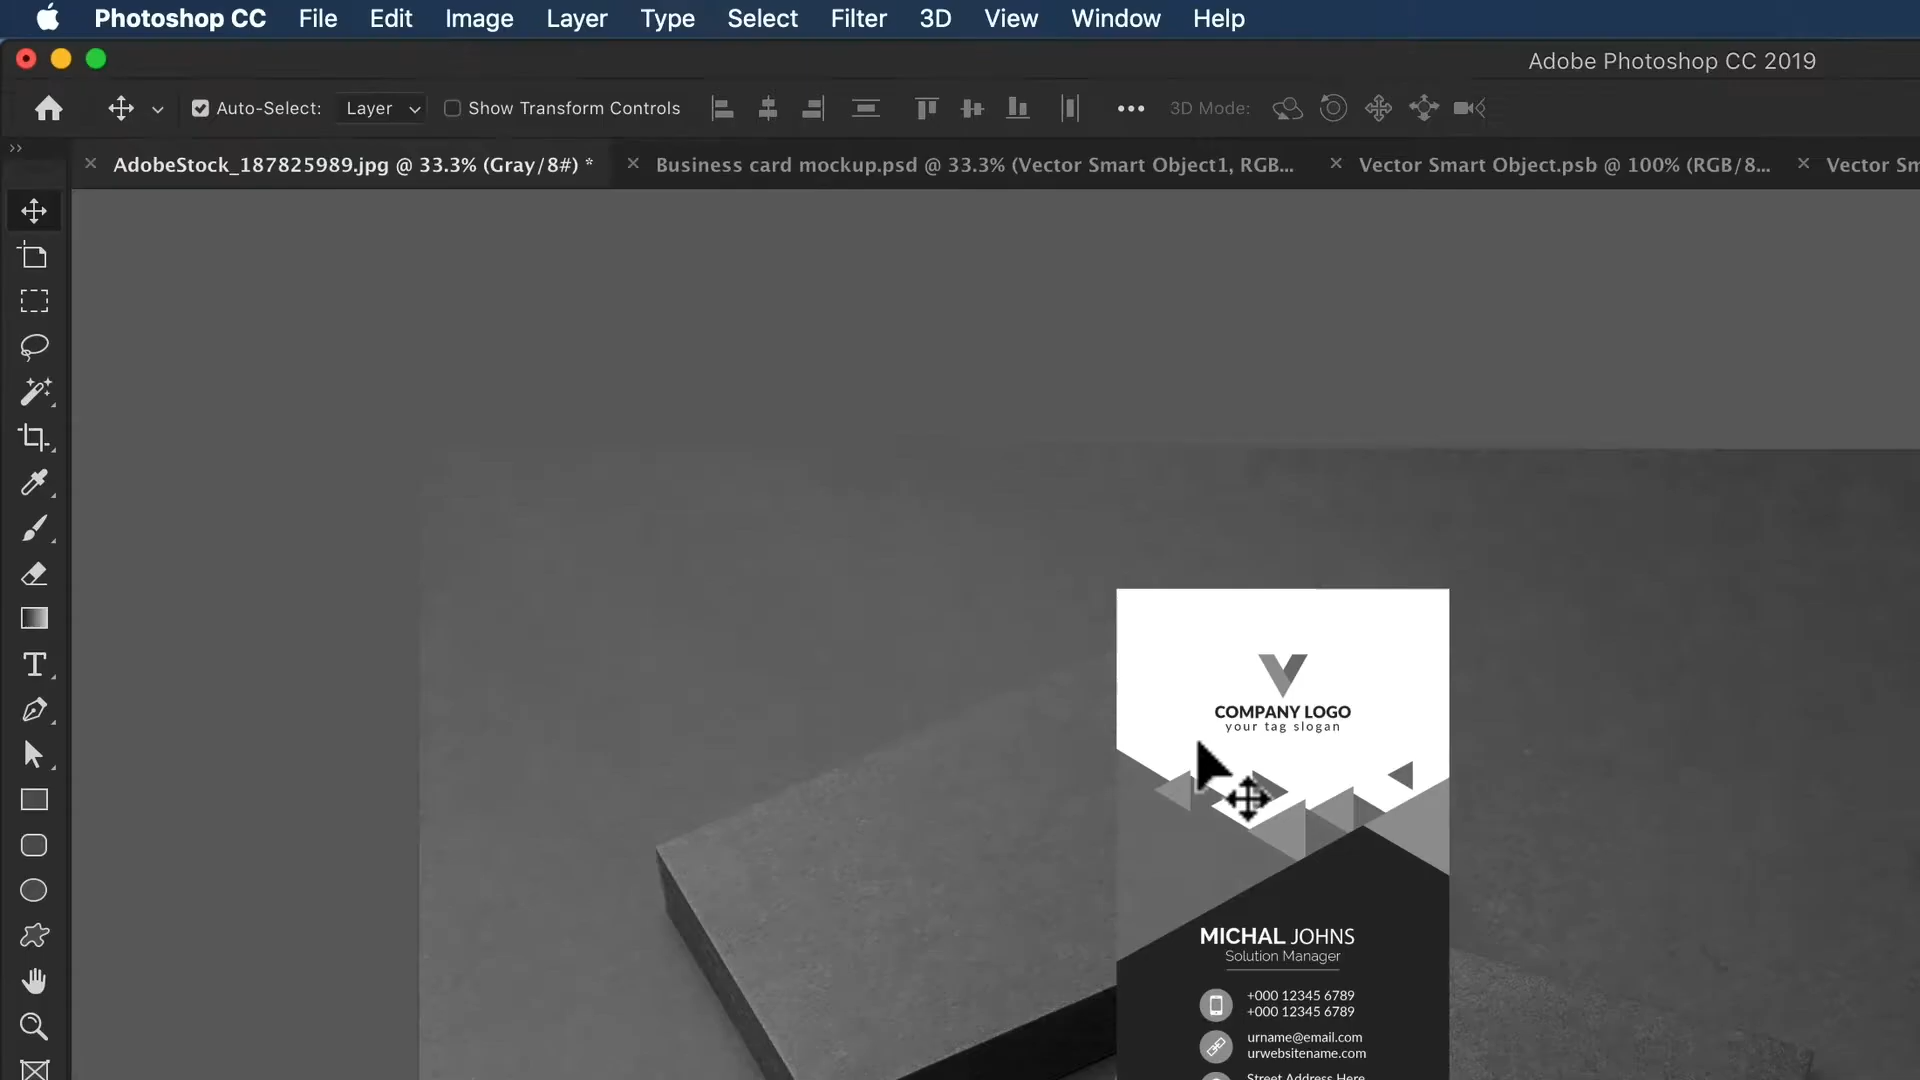 Photoshop CC File Edit Image Layer Type Select Filter 3D View Window Help
Adobe Photoshop CC 2019
Auto-Select: Layer Show Transform Controls 3D Mode:
AdobeStock_187825989.jpg @ 33.3% (Gray/8#) * Business card mockup.psd @ 33.3% (Vector Smart Object1, RGB... Vector Smart Object.psb @ 100% (RGB/8... Vector Sm
COMPANY LOGO
your tag slogan
MICHAL JOHNS
Solution Manager
+000 12345 6789
+000 12345 6789
urname@email.com
urwebsitename.com
Street Address Here